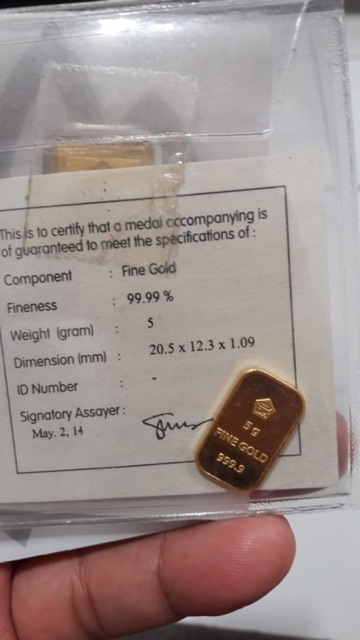 This is to certify that a medal accompanying is
of guaranteed to meet the specifications of :
Component : Fine Gold
Fineness : 99.99 %
Weight (gram) : 5
Dimension (mm) : 20.5 x 12.3 x 1.09
ID Number : -
Signatory Assayer :
May. 2, 14
5 g
FINE GOLD
999.9